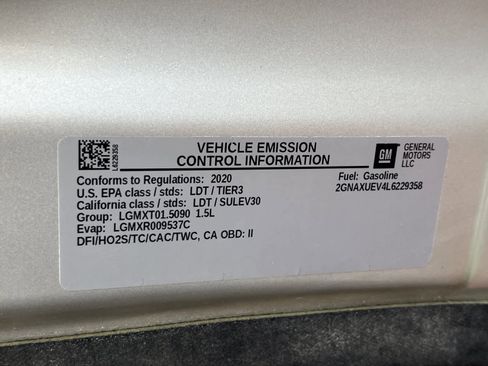 L6229358
VEHICLE EMISSION
CONTROL INFORMATION
GM
GENERAL
MOTORS
LLC
Conforms to Regulations: 2020
Fuel: Gasoline
U.S. EPA class / stds: LDT / TIER3
2GNAXUEV4L6229358
California class / stds: LDT / SULEV30
Group: LGMXT01.5090 1.5L
Evap: LGMXR009537C
DFI/HO2S/TC/CAC/TWC, CA OBD: II